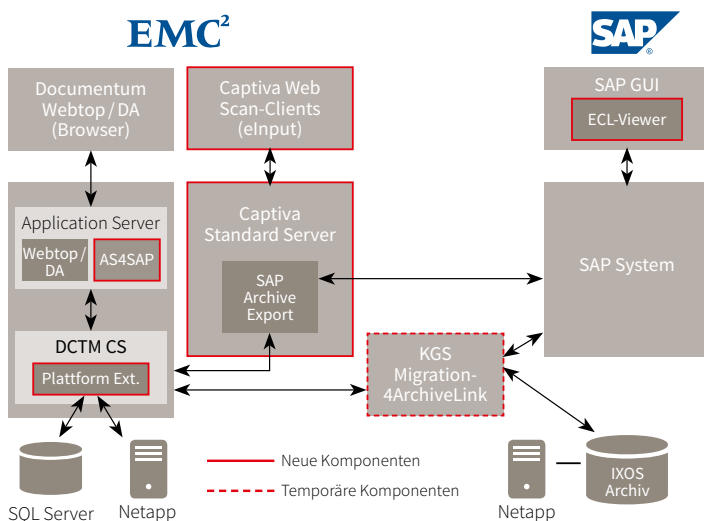 EMC²
SAP®
Documentum
Webtop / DA
(Browser)
Captiva Web
Scan-Clients
(eInput)
SAP GUI
ECL-Viewer
Application Server
Webtop /
DA
AS4SAP
Captiva
Standard Server
SAP
Archive
Export
SAP System
DCTM CS
Plattform Ext.
KGS
Migration-
4ArchiveLink
SQL Server
Netapp
Neue Komponenten
Temporäre Komponenten
Netapp
IXOS
Archiv